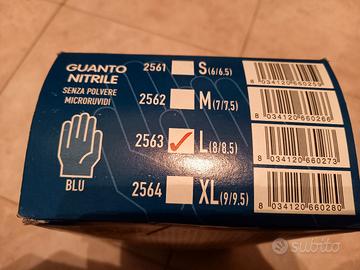 GUANTO
NITRILE
SENZA POLVERE
MICRORUVIDI
BLU
2561 S(6/6.5)
8 034120 660259
2562 M(7/7.5)
8 034120 660266
2563 L(8/8.5)
8 034120 660273
2564 XL(9/9.5)
8 034120 660280
subito